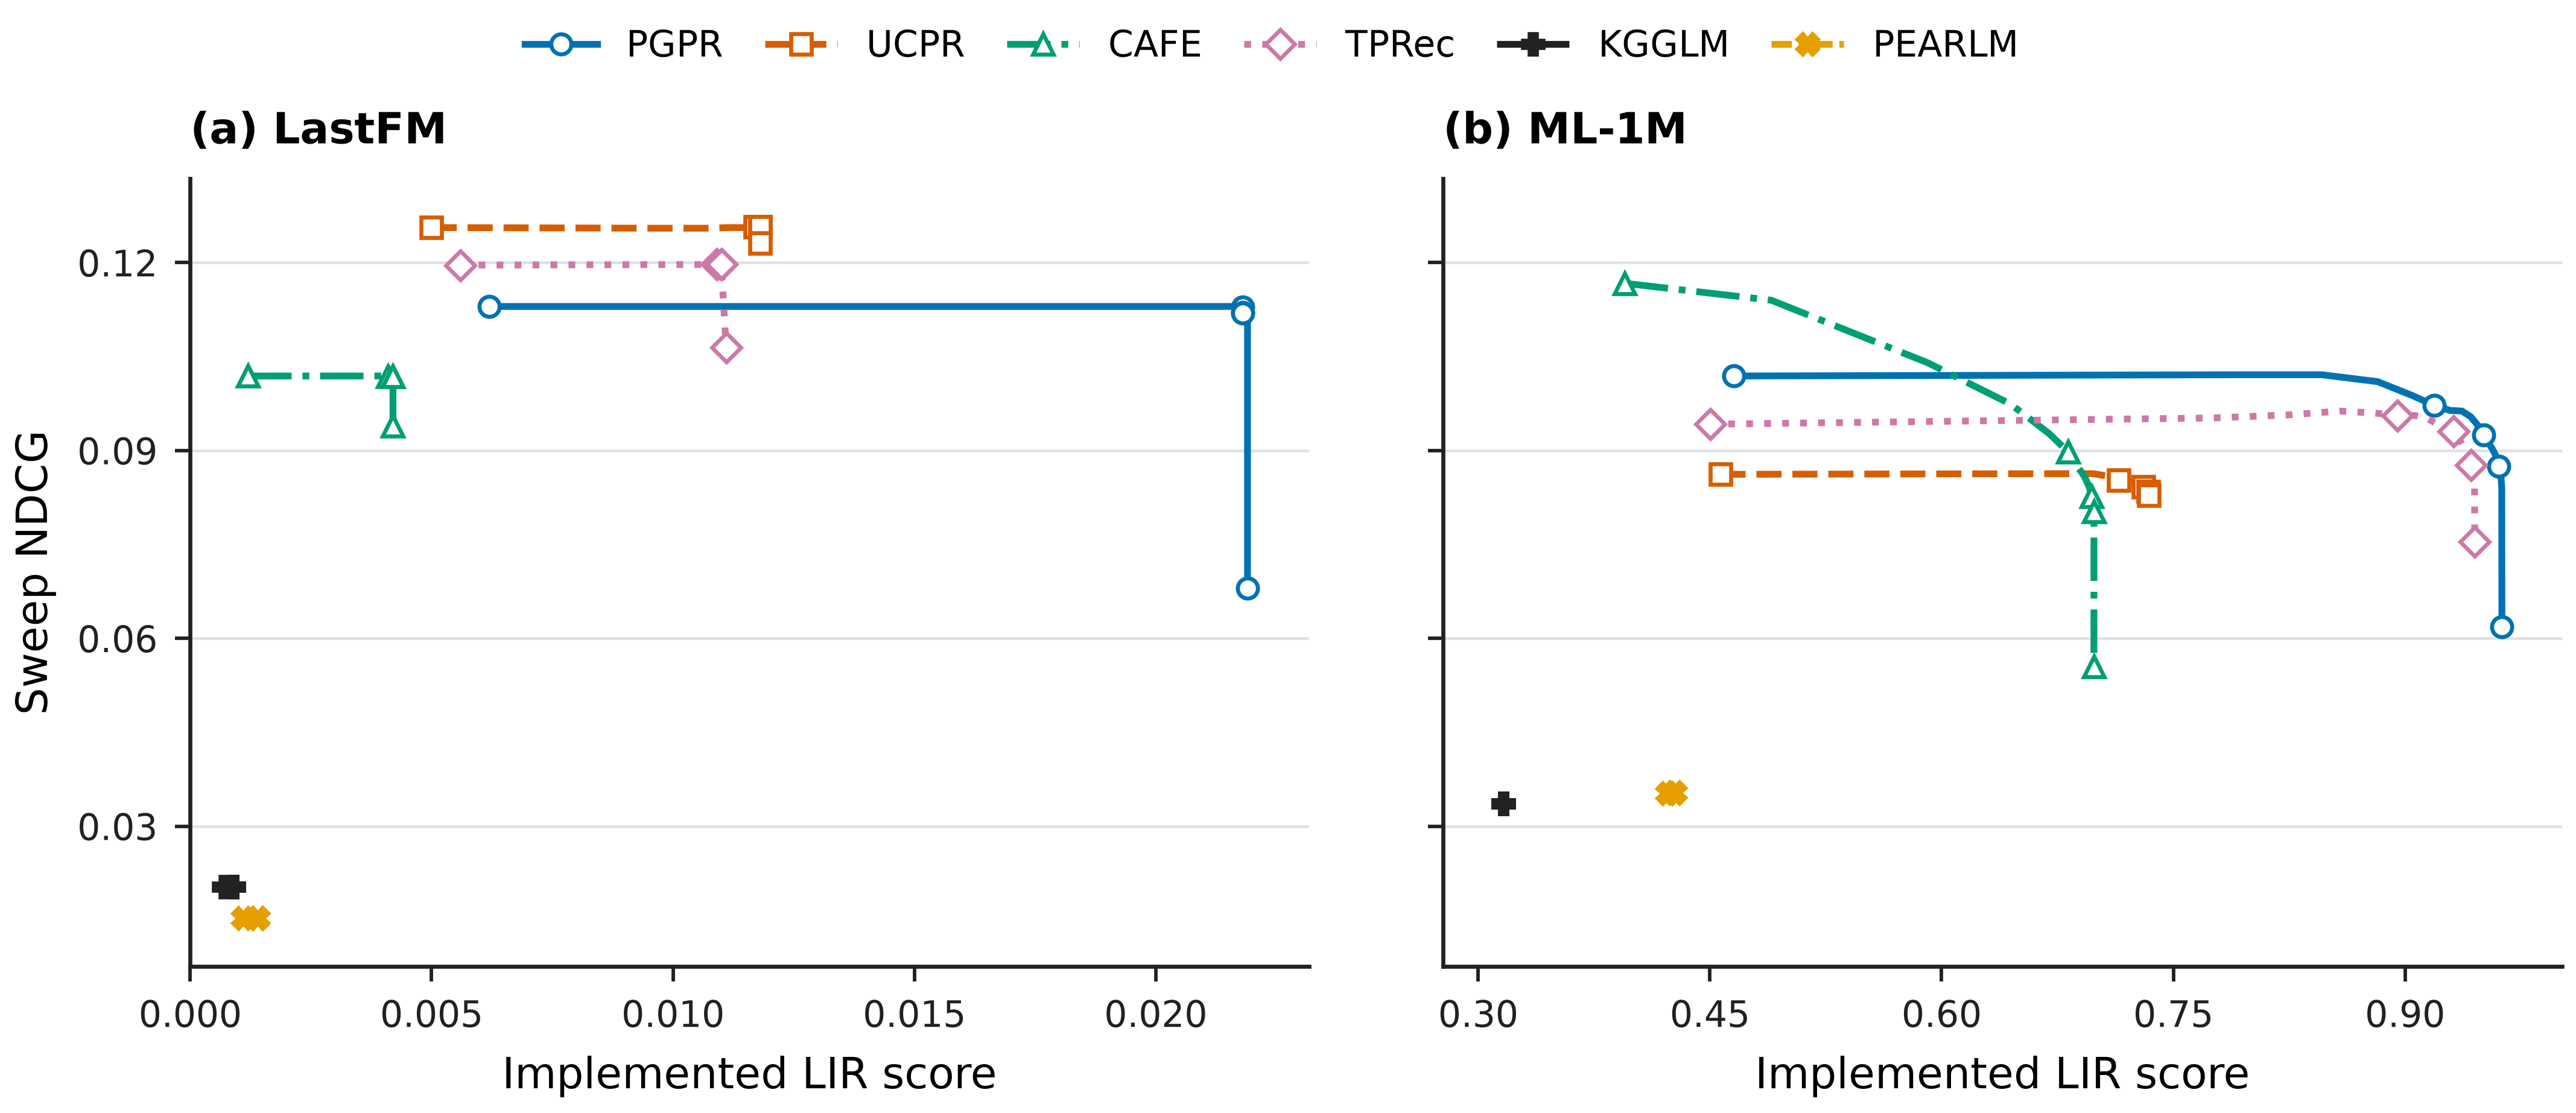 PGPR UCPR CAFE TPRec KGGLM PEARLM
(a) LastFM
(b) ML-1M
Sweep NDCG
0.12
0.09
0.06
0.03
0.000 0.005 0.010 0.015 0.020
0.30 0.45 0.60 0.75 0.90
Implemented LIR score
Implemented LIR score